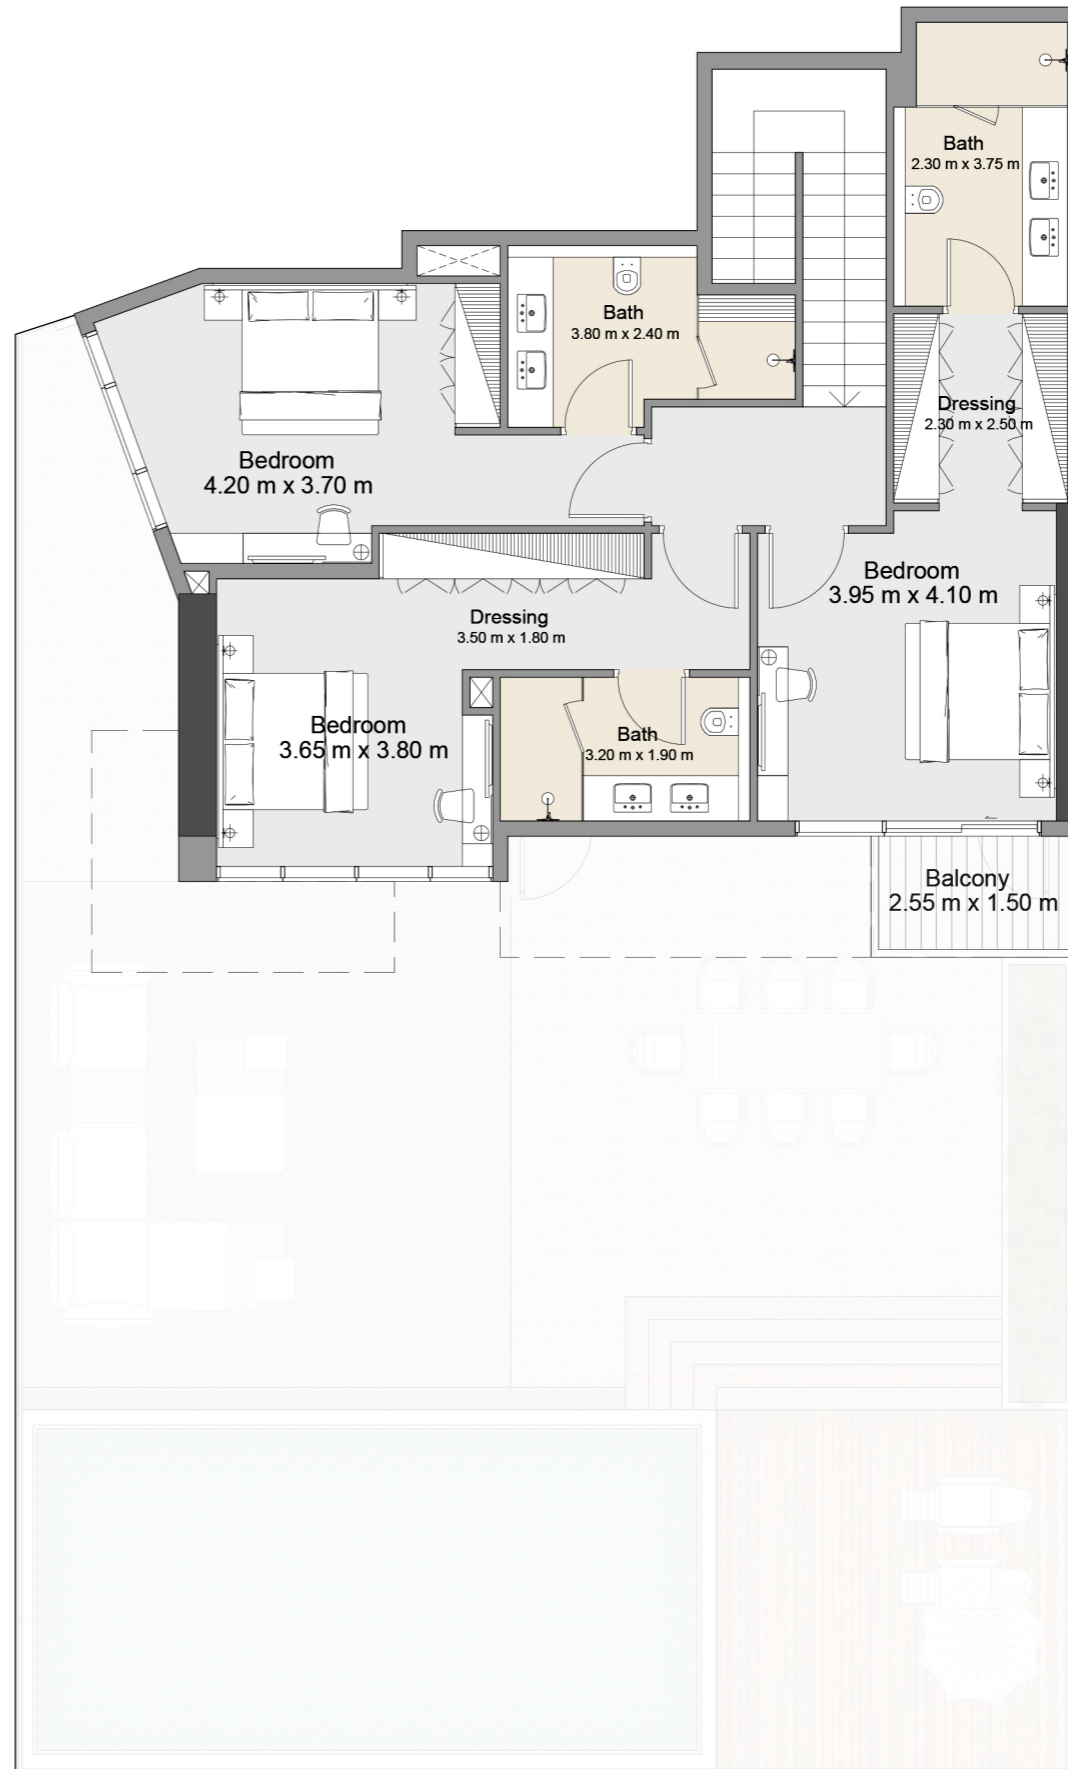 Bath
2.30 m x 3.75 m
Bath
3.80 m x 2.40 m
Dressing
2.30 m x 2.50 m
Bedroom
4.20 m x 3.70 m
Bedroom
3.95 m x 4.10 m
Dressing
3.50 m x 1.80 m
Bedroom
3.65 m x 3.80 m
Bath
3.20 m x 1.90 m
Balcony
2.55 m x 1.50 m